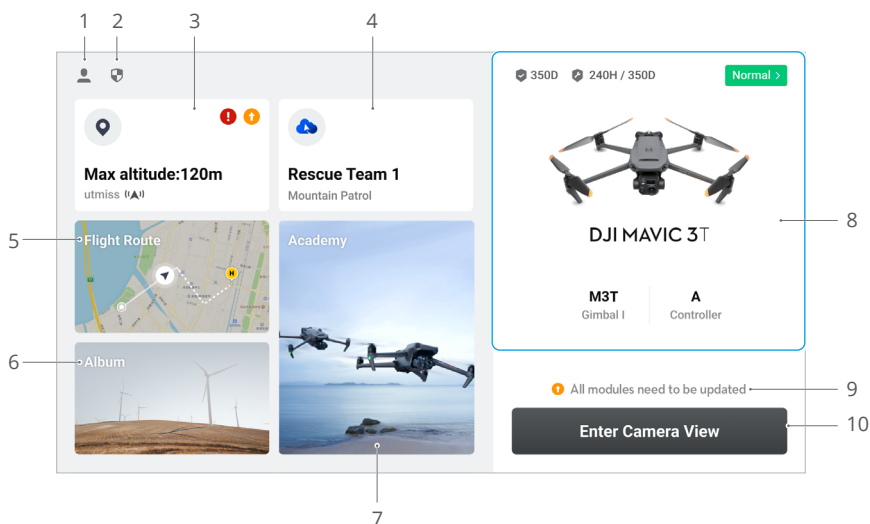 1
2
3
4
350D 240H / 350D
Normal >
Max altitude:120m
utmiss
Rescue Team 1
Mountain Patrol
5
Flight Route
H
Academy
DJI MAVIC 3T
8
M3T
Gimbal I
A
Controller
6
Album
All modules need to be updated
9
Enter Camera View
10
7